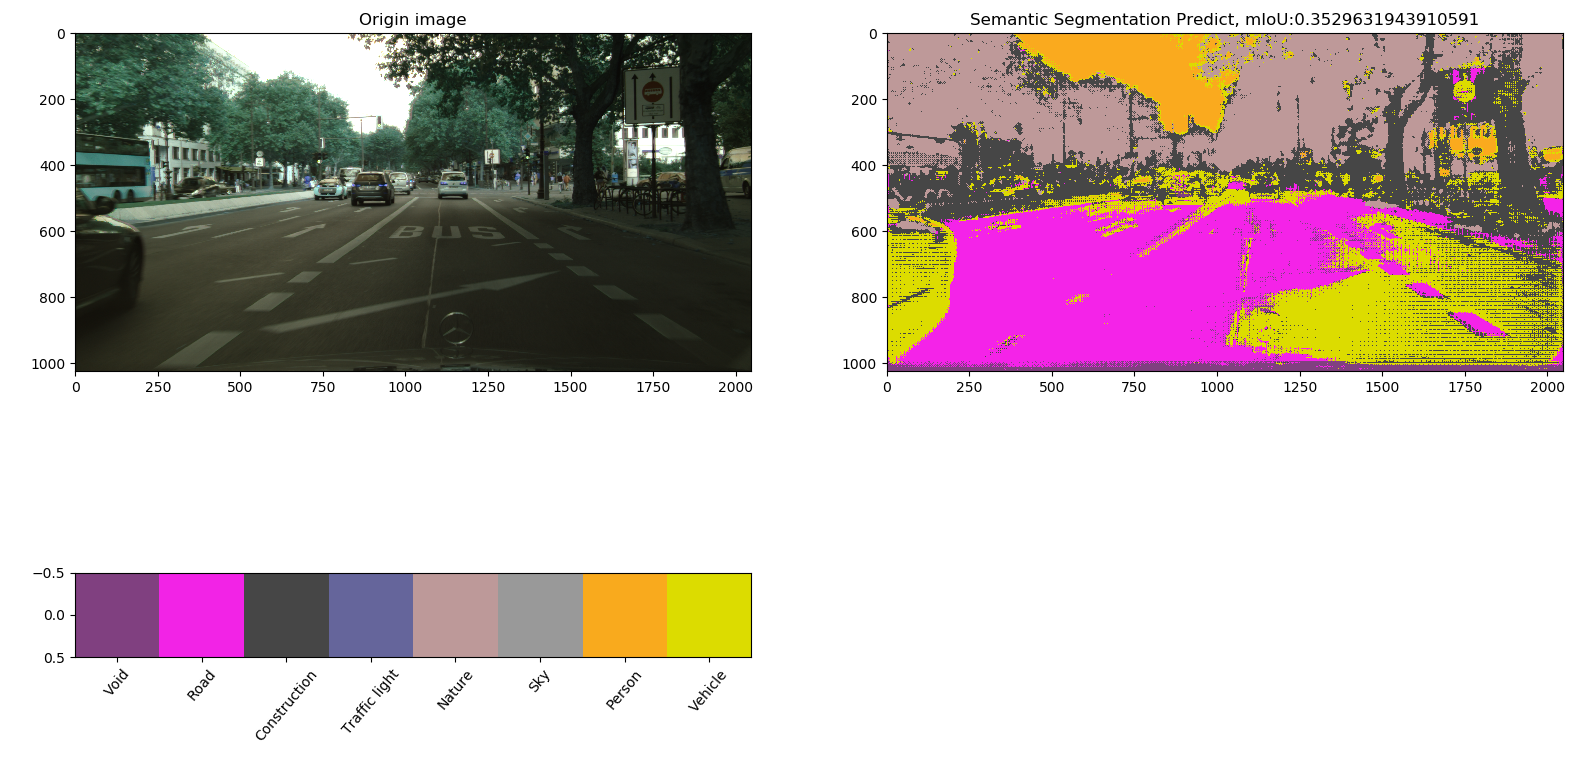 Origin image
Semantic Segmentation Predict, mIoU:0.3529631943910591
0
200
400
600
800
1000
0 250 500 750 1000 1250 1500 1750 2000
BUS
0
200
400
600
800
1000
0 250 500 750 1000 1250 1500 1750 2000
−0.5
0.0
0.5
Void
Road
Construction
Traffic light
Nature
Sky
Person
Vehicle